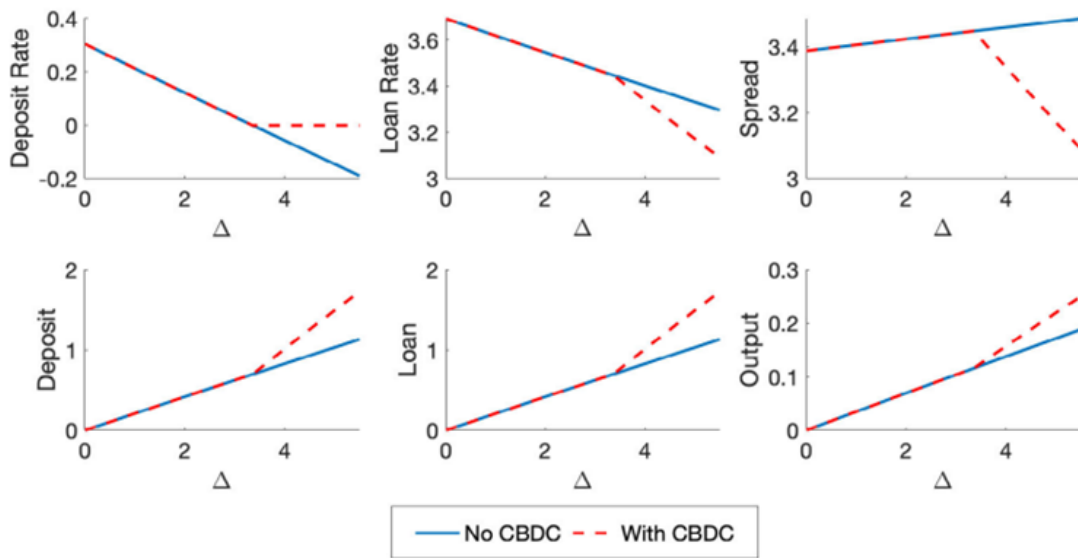 Deposit Rate
0.4
0.2
0
-0.2
0 2 4
Δ
Loan Rate
3.6
3.4
3.2
3
0 2 4
Δ
Spread
3.4
3.2
3
0 2 4
Δ
Deposit
2
1
0
0 2 4
Δ
Loan
2
1
0
0 2 4
Δ
Output
0.3
0.2
0.1
0
0 2 4
Δ
No CBDC With CBDC